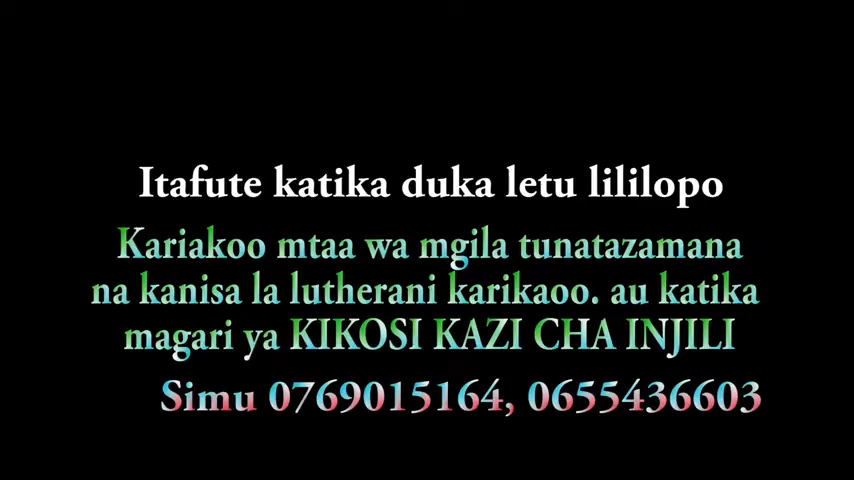 Itafute katika duka letu lililopo
Kariakoo mtaa wa mgila tunatazamana
na kanisa la lutherani karikaoo. au katika
magari ya KIKOSI KAZI CHA INJILI
Simu 0769015164, 0655436603